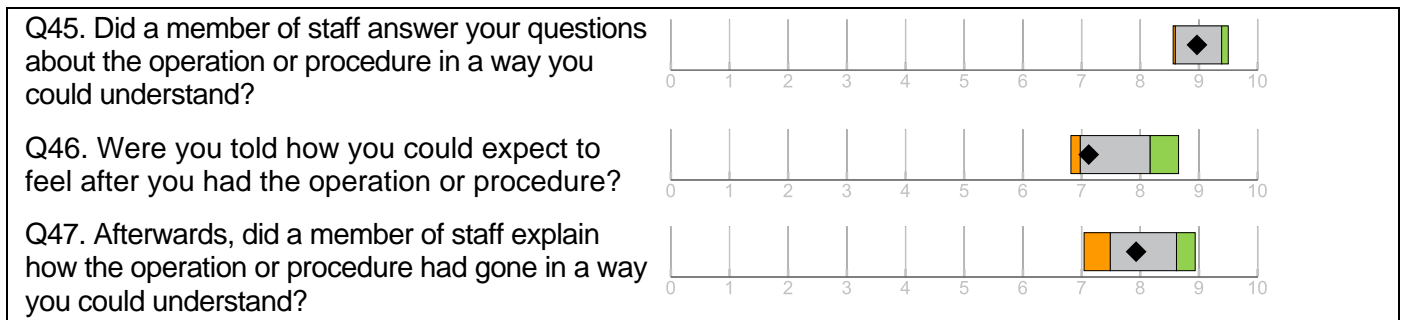 Q45. Did a member of staff answer your questions
about the operation or procedure in a way you
could understand?
0 1 2 3 4 5 6 7 8 9 10
Q46. Were you told how you could expect to
feel after you had the operation or procedure?
0 1 2 3 4 5 6 7 8 9 10
Q47. Afterwards, did a member of staff explain
how the operation or procedure had gone in a way
you could understand?
0 1 2 3 4 5 6 7 8 9 10